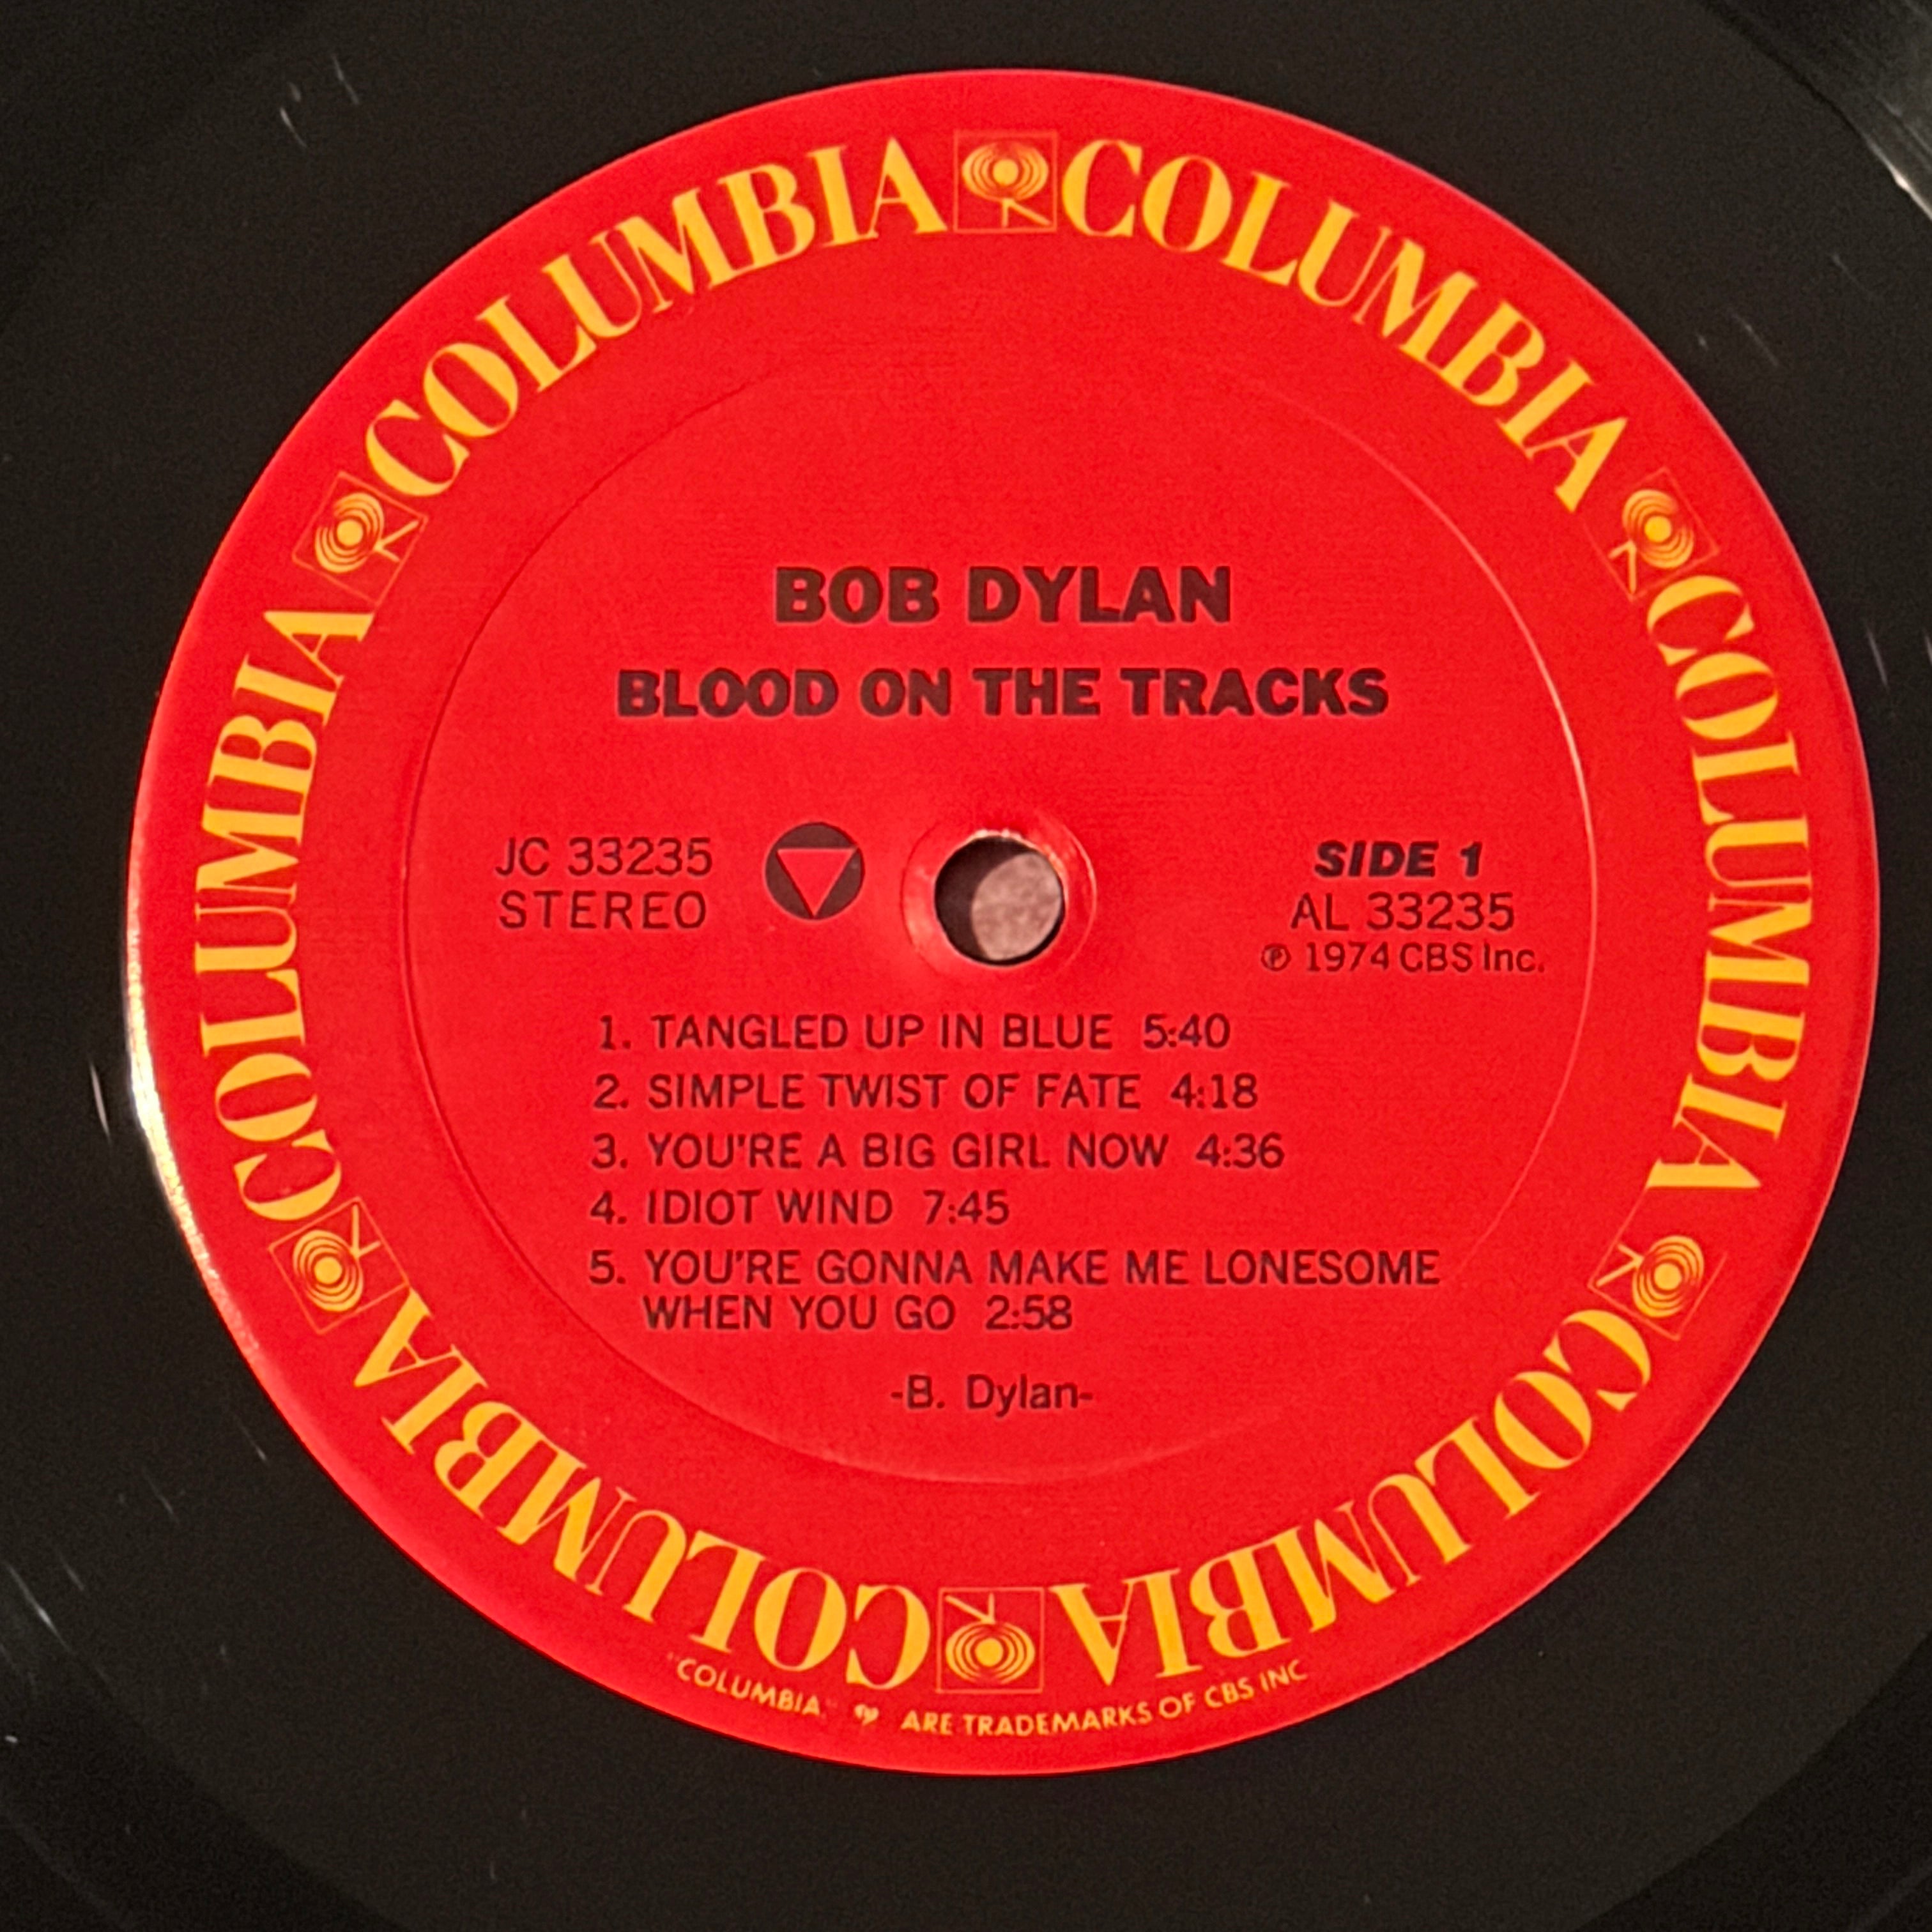 COLUMBIA COLUMBIA COLUMBIA COLUMBIA COLUMBIA COLUMBIA
BOB DYLAN
BLOOD ON THE TRACKS
JC 33235
STEREO
SIDE 1
AL 33235
℗ 1974 CBS Inc.
1. TANGLED UP IN BLUE 5:40
2. SIMPLE TWIST OF FATE 4:18
3. YOU'RE A BIG GIRL NOW 4:36
4. IDIOT WIND 7:45
5. YOU'RE GONNA MAKE ME LONESOME
WHEN YOU GO 2:58
-B. Dylan-
"COLUMBIA," ARE TRADEMARKS OF CBS INC